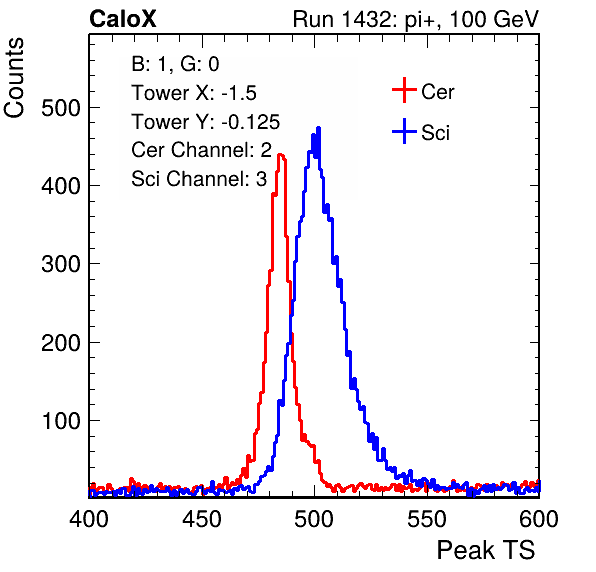 CaloX Run 1432: pi+, 100 GeV
Counts
B: 1, G: 0
Tower X: -1.5
Tower Y: -0.125
Cer Channel: 2
Sci Channel: 3
Cer
Sci
500
400
300
200
100
400 450 500 550 600
Peak TS